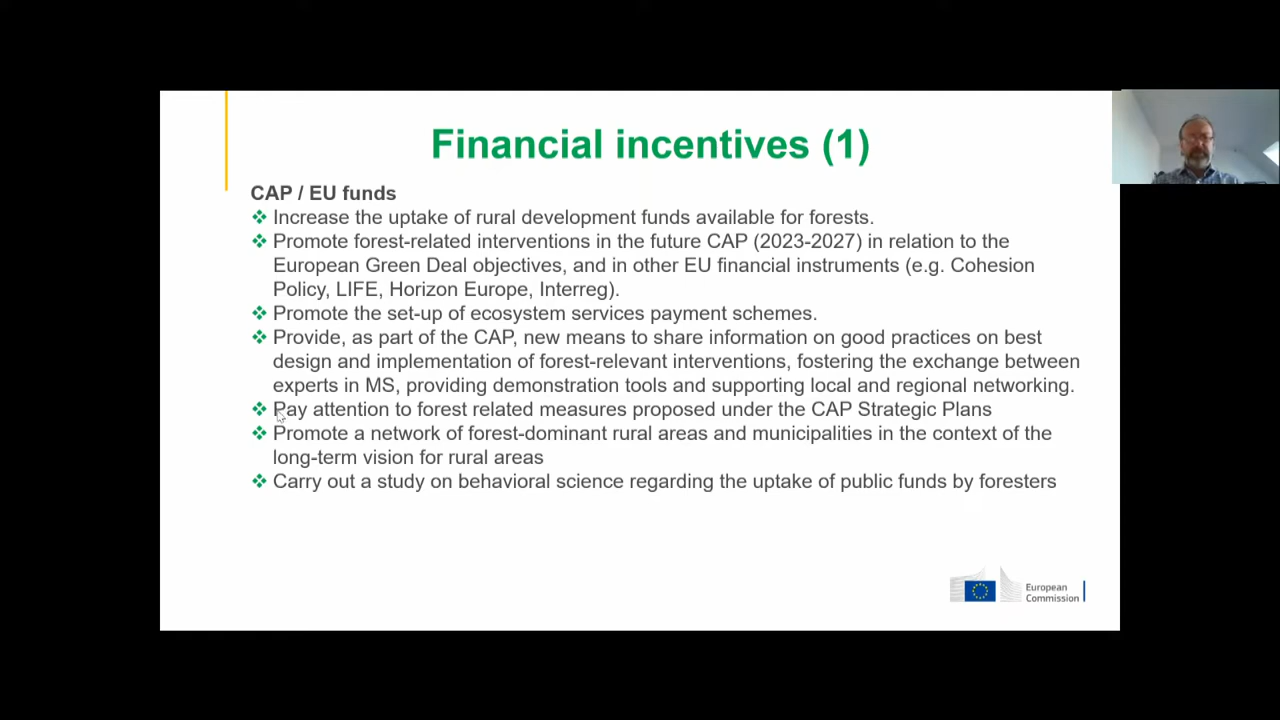 Financial incentives (1)
CAP / EU funds
❖ Increase the uptake of rural development funds available for forests.
❖ Promote forest-related interventions in the future CAP (2023-2027) in relation to the
European Green Deal objectives, and in other EU financial instruments (e.g. Cohesion
Policy, LIFE, Horizon Europe, Interreg).
❖ Promote the set-up of ecosystem services payment schemes.
❖ Provide, as part of the CAP, new means to share information on good practices on best
design and implementation of forest-relevant interventions, fostering the exchange between
experts in MS, providing demonstration tools and supporting local and regional networking.
❖ Pay attention to forest related measures proposed under the CAP Strategic Plans
❖ Promote a network of forest-dominant rural areas and municipalities in the context of the
long-term vision for rural areas
❖ Carry out a study on behavioral science regarding the uptake of public funds by foresters
European
Commission